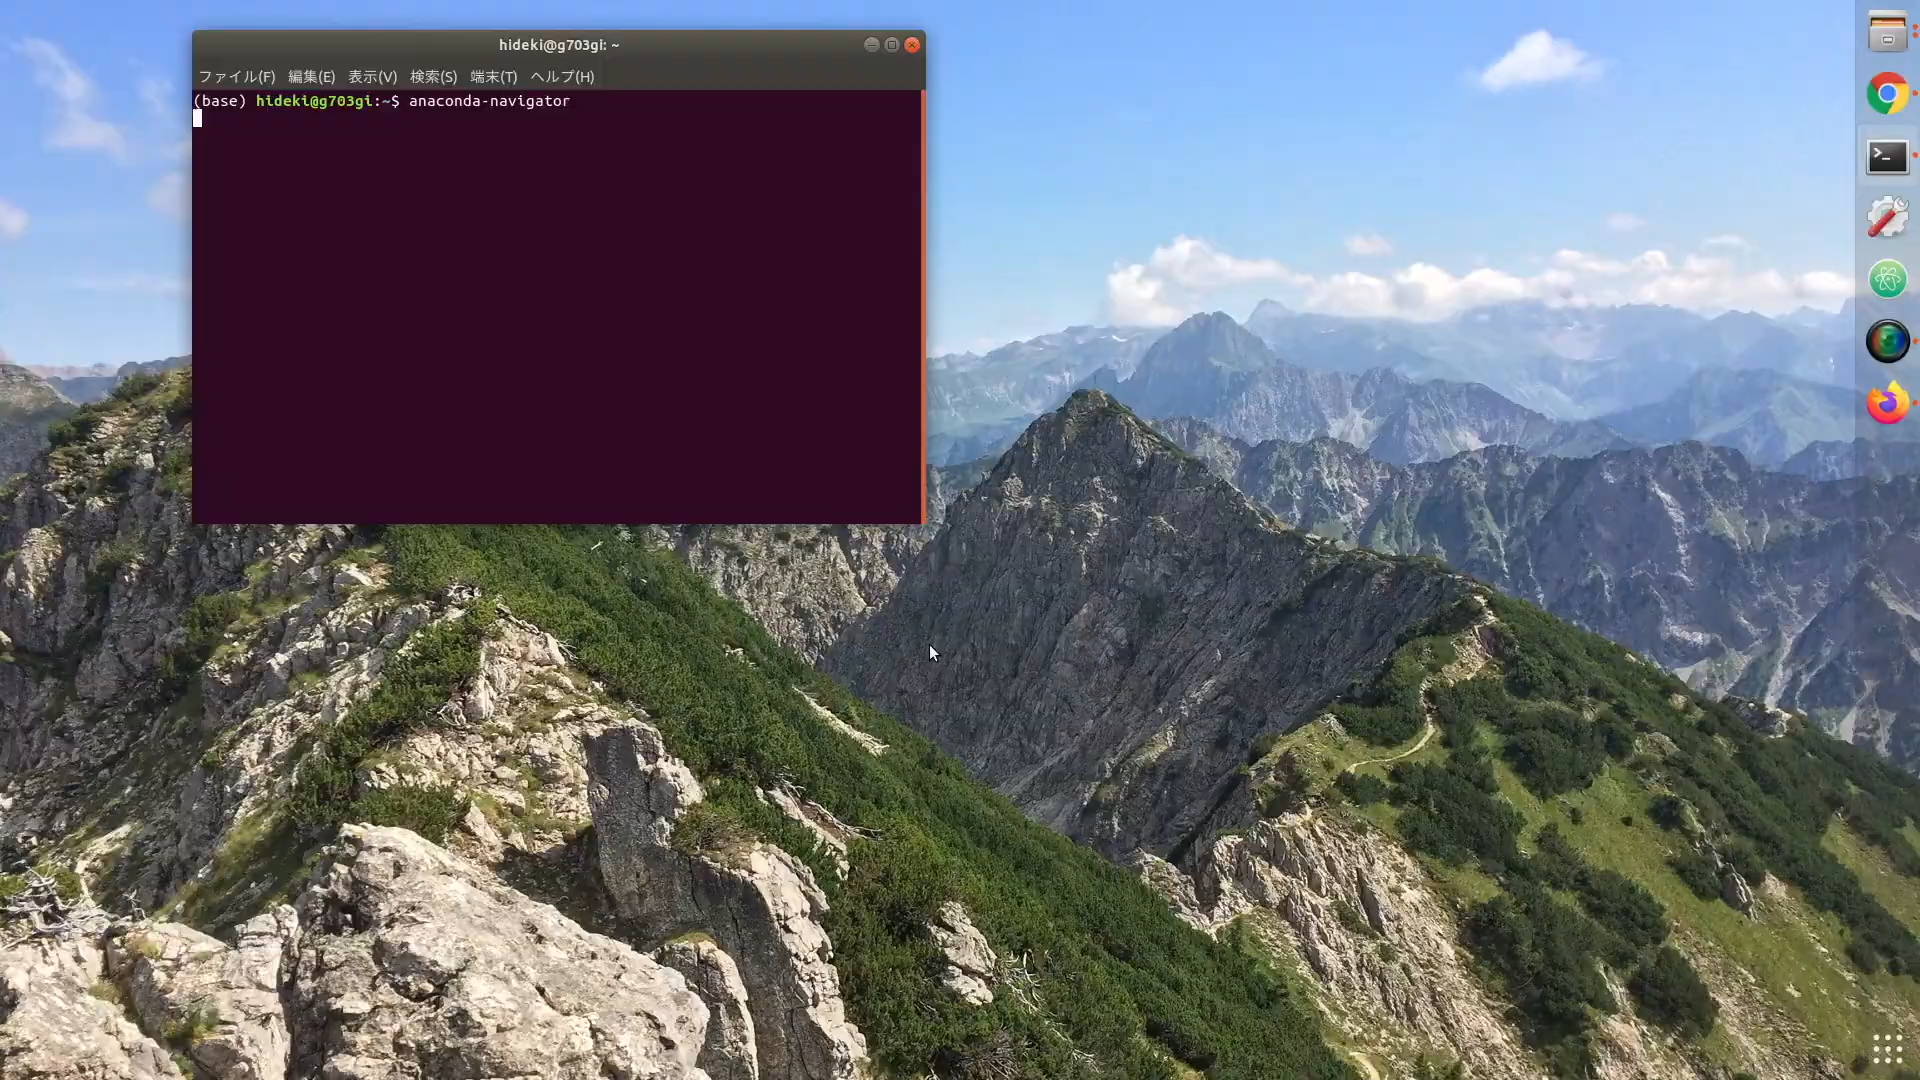 hideki@g703gi: ~
ファイル(F) 編集(E) 表示(V) 検索(S) 端末(T) ヘルプ(H)
(base) hideki@g703gi:~$ anaconda-navigator